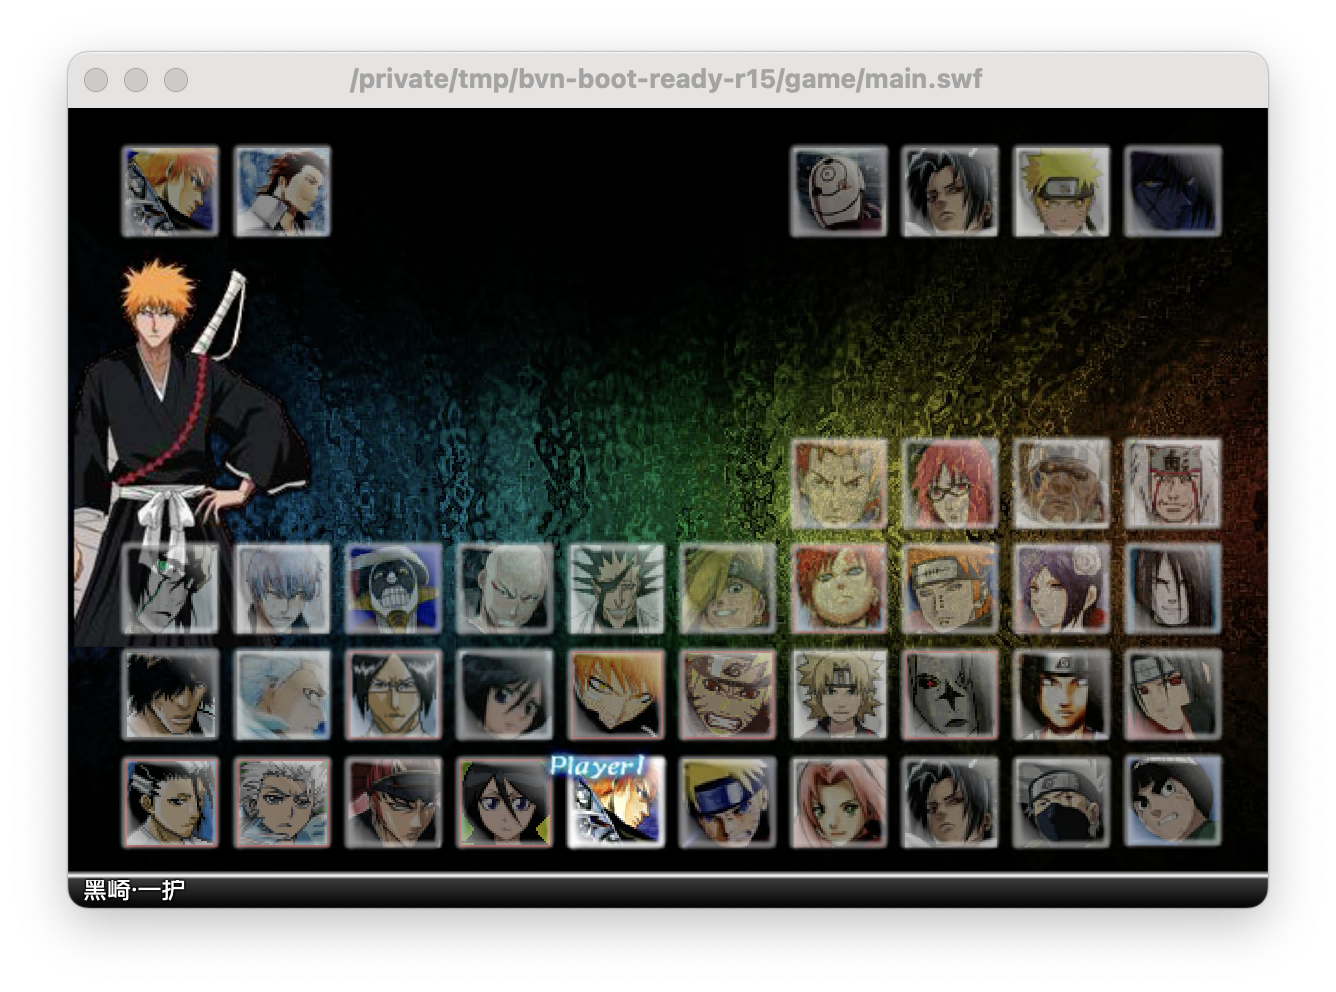 /private/tmp/bvn-boot-ready-r15/game/main.swf
Player1
黑崎·一护